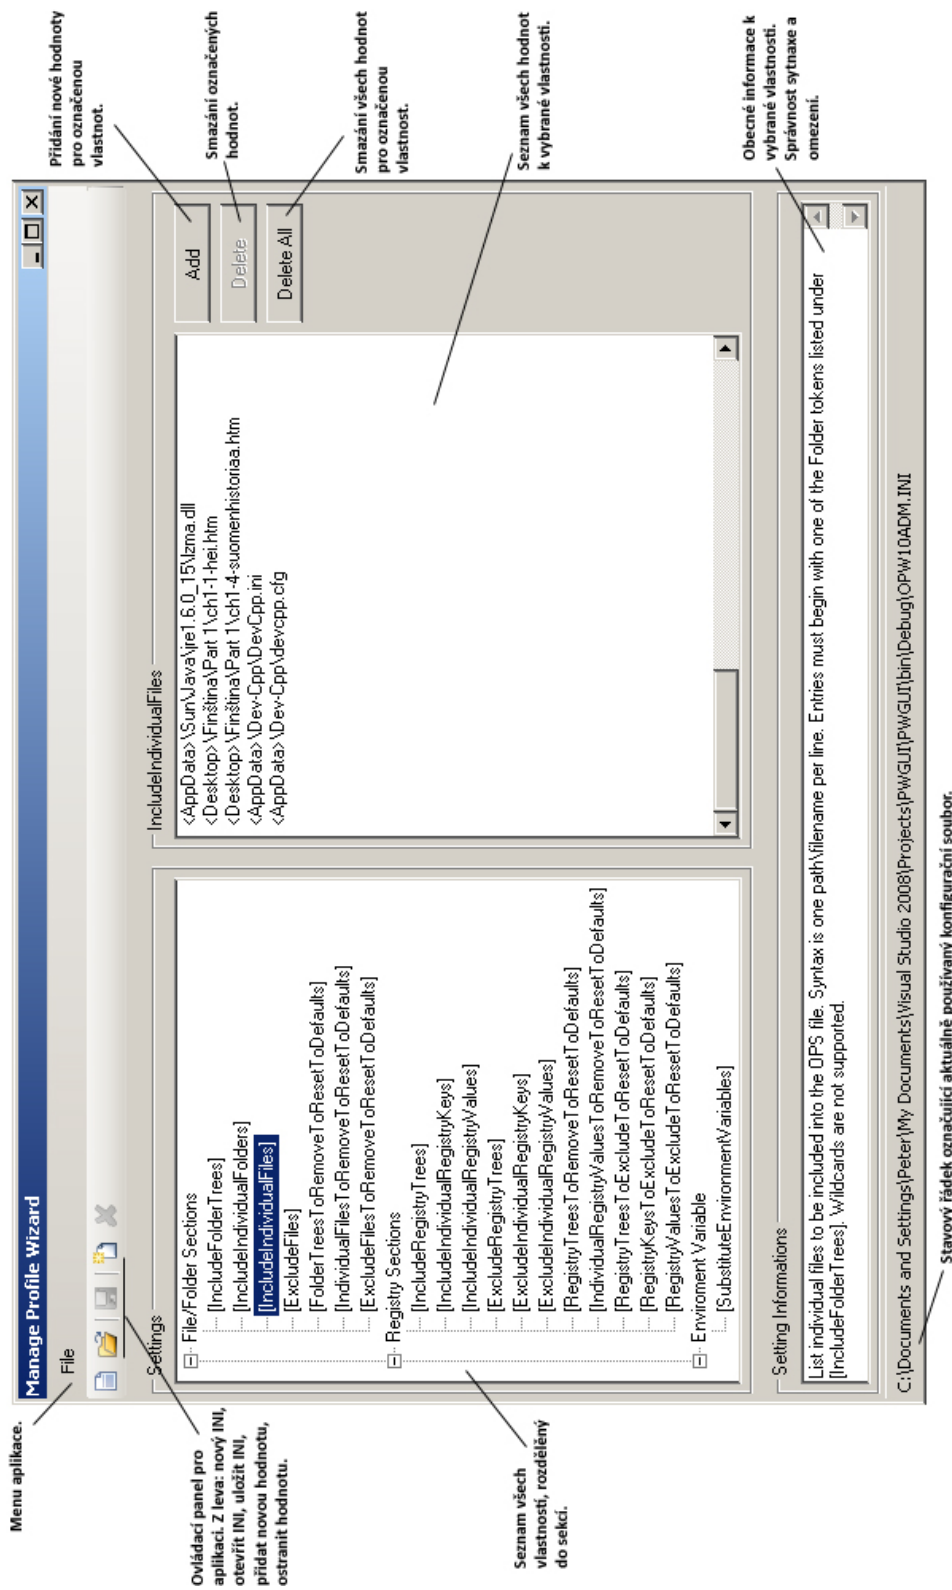 Menu aplikace.
Ovládací panel pro
aplikaci. Z leva: nový INI,
otevřít INI, uložit INI,
přidat novou hodnotu,
ostranit hodnotu.
Seznam všech
vlastností, rozdělený
do sekcí.
Manage Profile Wizard
File
Settings
File/Folder Sections
[IncludeFolderTrees]
[IncludeIndividualFolders]
[IncludeIndividualFiles]
[ExcludeFiles]
[FolderTreesToRemoveToResetToDefaults]
[IndividualFilesToRemoveToResetToDefaults]
[ExcludeFilesToRemoveToResetToDefaults]
Registry Sections
[IncludeRegistryTrees]
[IncludeIndividualRegistryKeys]
[IncludeIndividualRegistryValues]
[ExcludeRegistryTrees]
[ExcludeIndividualRegistryKeys]
[ExcludeIndividualRegistryValues]
[RegistryTreesToRemoveToResetToDefaults]
[IndividualRegistryValuesToRemoveToResetToDefaults]
[RegistryTreesToExcludeToResetToDefaults]
[RegistryKeysToExcludeToResetToDefaults]
[RegistryValuesToExcludeToResetToDefaults]
Enviroment Variable
[SubstituteEnvironmentVariables]
IncludeIndividualFiles
<AppData>\Sun\Java\jre1.6.0_15\lzma.dll
<Desktop>\Finština\Part 1\ch1-1-hei.htm
<Desktop>\Finština\Part 1\ch1-4-suomenhistoriaa.htm
<AppData>\Dev-Cpp\DevCpp.ini
<AppData>\Dev-Cpp\devcpp.cfg
Add
Delete
Delete All
Setting Informations
List individual files to be included into the OPS file. Syntax is one path\filename per line. Entries must begin with one of the Folder tokens listed under
[IncludeFolderTrees]. Wildcards are not supported.
C:\Documents and Settings\Peter\My Documents\Visual Studio 2008\Projects\PWGUI\PWGUI\bin\Debug\OPW10ADM.INI
Přidání nové hodnoty
pro označenou
vlastnot.
Smazání označených
hodnot.
Smazání všech hodnot
pro označenou
vlastnost.
Seznam všech hodnot
k vybrané vlastnosti.
Obecné informace k
vybrané vlastnosti.
Správnost sytnaxe a
omezení.
Stavový řádek označující aktuálně používaný konfigurační soubor.